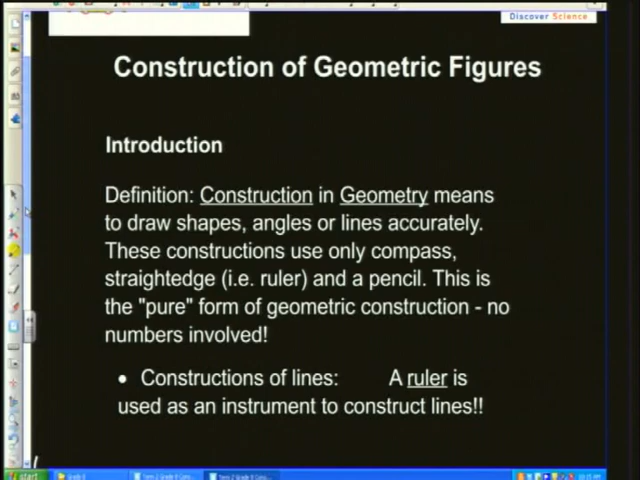 Discover Science
Construction of Geometric Figures
Introduction
Definition: Construction in Geometry means
to draw shapes, angles or lines accurately.
These constructions use only compass,
straightedge (i.e. ruler) and a pencil. This is
the "pure" form of geometric construction - no
numbers involved!
• Constructions of lines: A ruler is
used as an instrument to construct lines!!
start